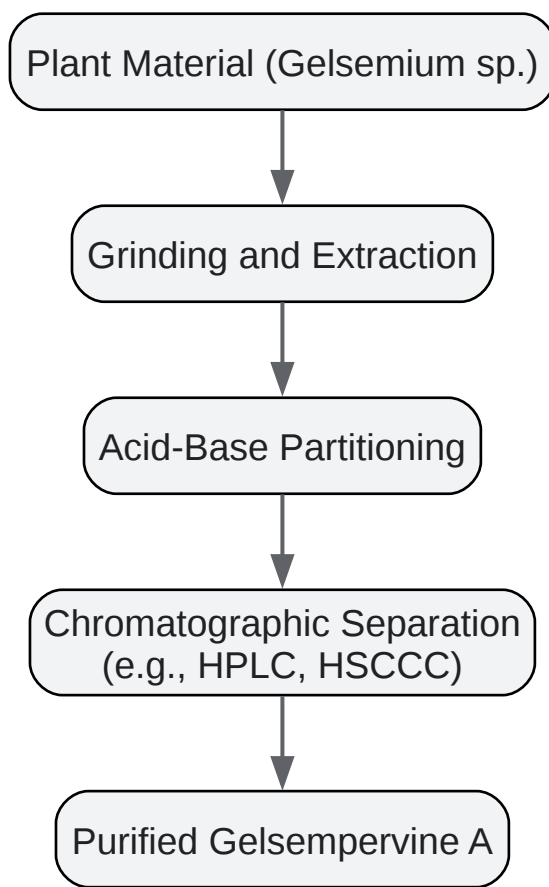 Plant Material (Gelsemium sp.)
Grinding and Extraction
Acid-Base Partitioning
Chromatographic Separation
(e.g., HPLC, HSCCC)
Purified Gelsempervine A